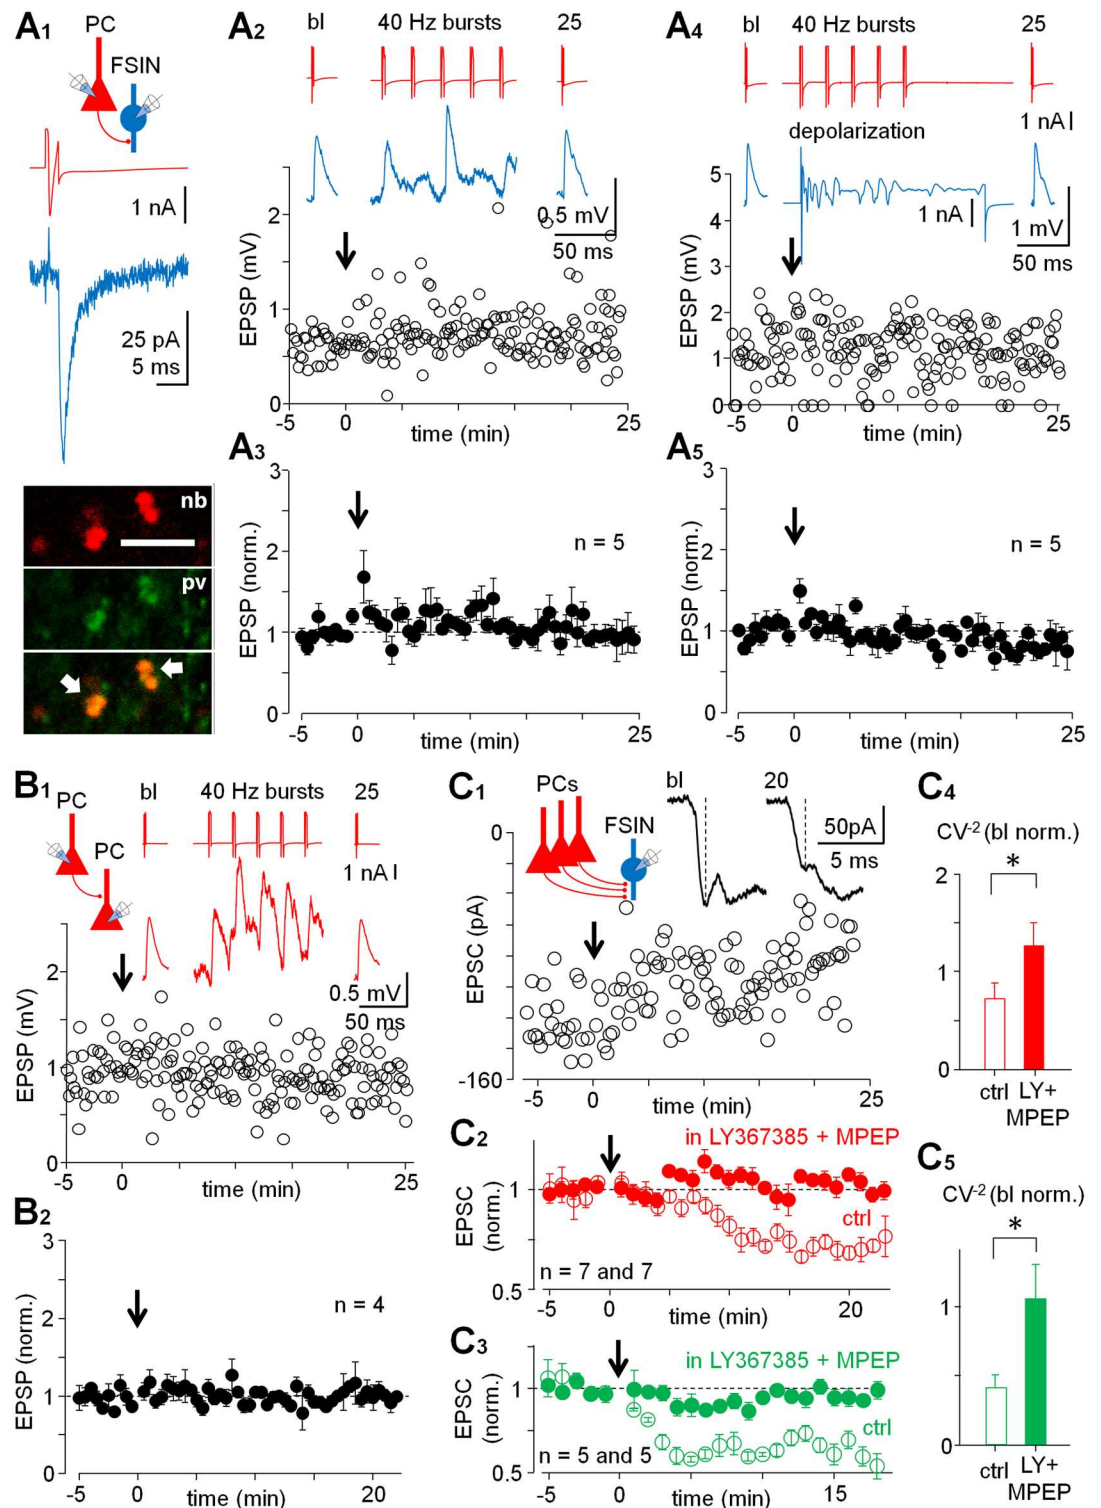 A1
PC
FSIN
1 nA
25 pA
5 ms
nb
pv
A2
bl 40 Hz bursts 25
0.5 mV
50 ms
EPSP (mV)
2
1
0
-5 0 25
time (min)
A4
bl 40 Hz bursts 25
1 nA
depolarization
1 nA
1 mV
50 ms
EPSP (mV)
5
4
3
2
1
0
-5 0 25
time (min)
A3
EPSP (norm.)
3
2
1
0
n = 5
-5 0 25
time (min)
A5
EPSP (norm.)
3
2
1
0
n = 5
-5 0 25
time (min)
B1
PC
PC
bl 40 Hz bursts 25
1 nA
0.5 mV
50 ms
EPSP (mV)
2
1
0
-5 0 25
time (min)
B2
EPSP (norm.)
3
2
1
0
n = 4
-5 0 20
time (min)
C1
PCs
FSIN
bl 20
50pA
5 ms
EPSC (pA)
0
-160
-5 0 25
time (min)
C2
in LY367385 + MPEP
EPSC
(norm.)
1
0.5
ctrl
n = 7 and 7
-5 0 20
time (min)
C3
in LY367385 + MPEP
EPSC
(norm.)
1
0.5
ctrl
n = 5 and 5
-5 0 15
time (min)
C4
CV-2 (bl norm.)
*
2
1
0
ctrl LY+
MPEP
C5
CV-2 (bl norm.)
*
1
0
ctrl LY+
MPEP